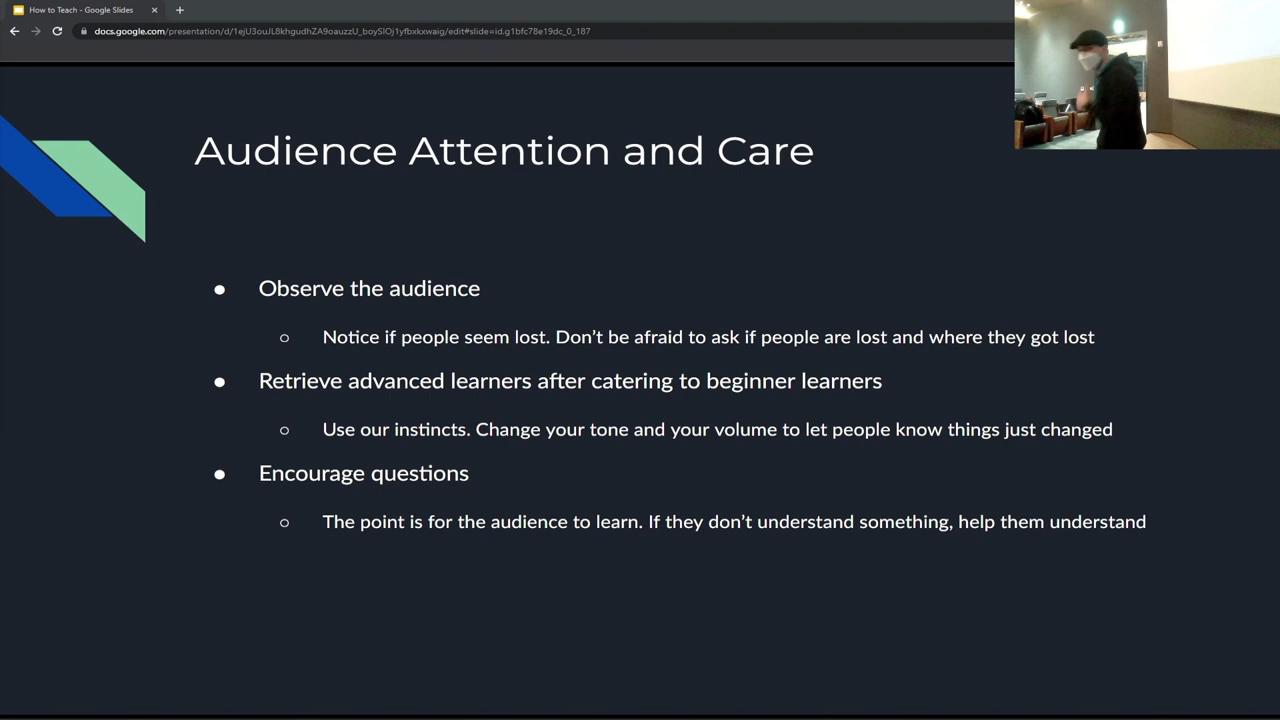 How to Teach - Google Slides
docs.google.com/presentation/d/1ejU3ouJL8khgudhZA9oauzzU_boySlOj1yfbxkxwaig/edit#slide=id.g1bfc78e19dc_0_187
Audience Attention and Care
● Observe the audience
○ Notice if people seem lost. Don’t be afraid to ask if people are lost and where they got lost
● Retrieve advanced learners after catering to beginner learners
○ Use our instincts. Change your tone and your volume to let people know things just changed
● Encourage questions
○ The point is for the audience to learn. If they don’t understand something, help them understand